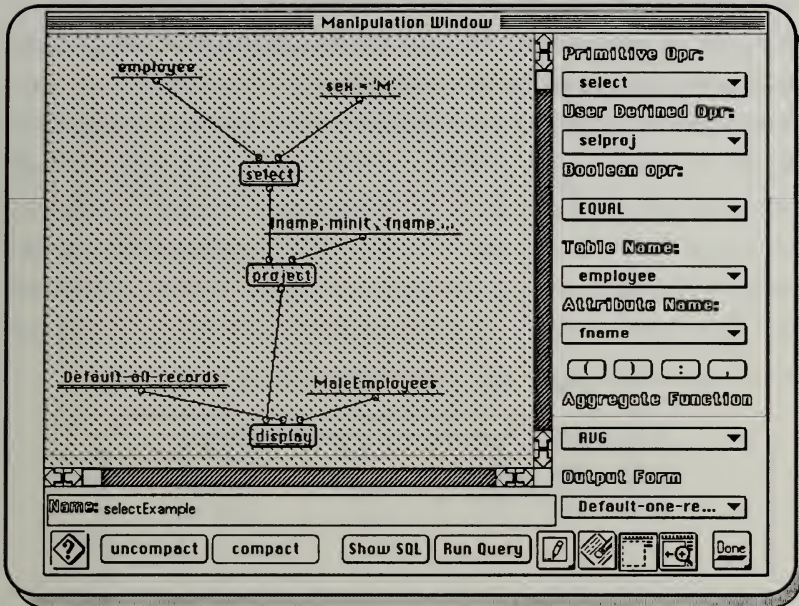 Manipulation Window
employee
sex = 'M'
select
lname, minit, fname...
project
Default-all-records
MaleEmployees
display
Primitive Opr:
select
User Defined Opr:
selproj
Boolean opr:
EQUAL
Table Name:
employee
Attribute Name:
fname
( ) : ,
Aggregate Function
AVG
Output Form
Default-one-re...
Name: selectExample
?
uncompact
compact
Show SQL
Run Query
Done